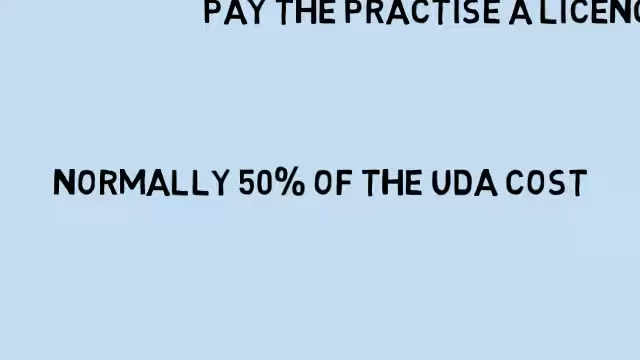 PAY THE PRACTISE A
NORMALLY 50% OF THE UDA COST